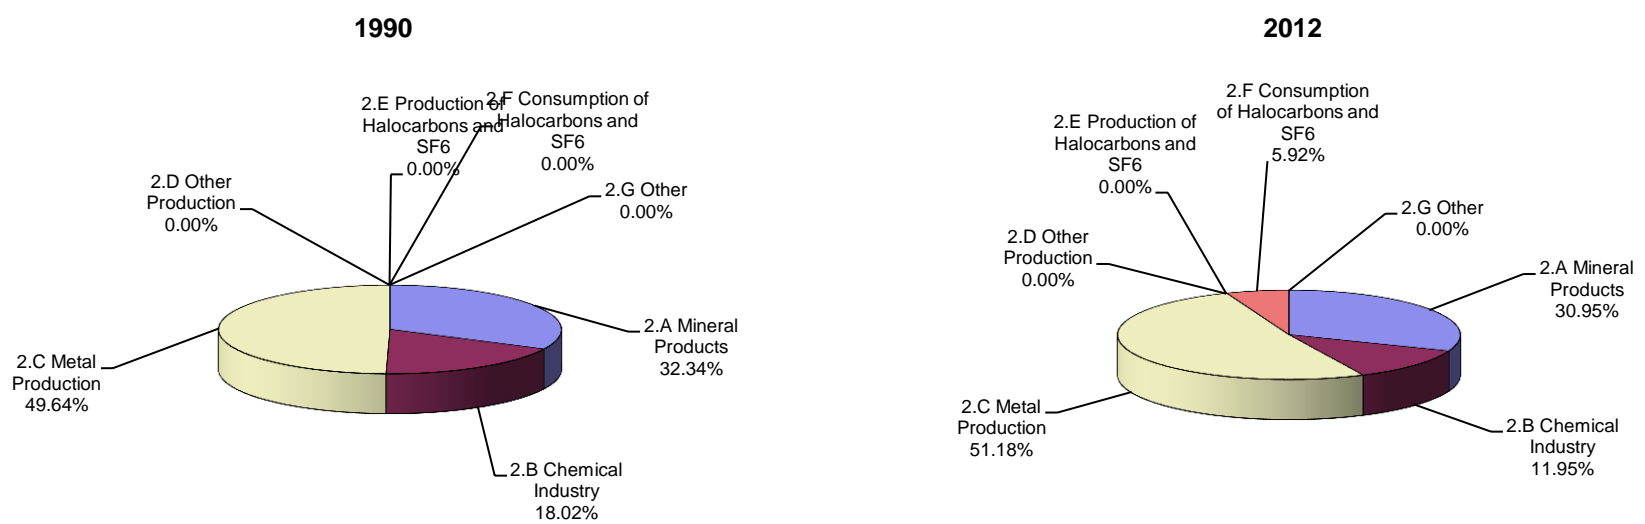 1990
2.E Production of
Halocarbons and
SF6
0.00%
2.F Consumption of
Halocarbons and
SF6
0.00%
2.D Other
Production
0.00%
2.G Other
0.00%
2.A Mineral
Products
32.34%
2.C Metal
Production
49.64%
2.B Chemical
Industry
18.02%
2012
2.F Consumption
of Halocarbons and
SF6
5.92%
2.E Production of
Halocarbons and
SF6
0.00%
2.G Other
0.00%
2.D Other
Production
0.00%
2.A Mineral
Products
30.95%
2.C Metal
Production
51.18%
2.B Chemical
Industry
11.95%